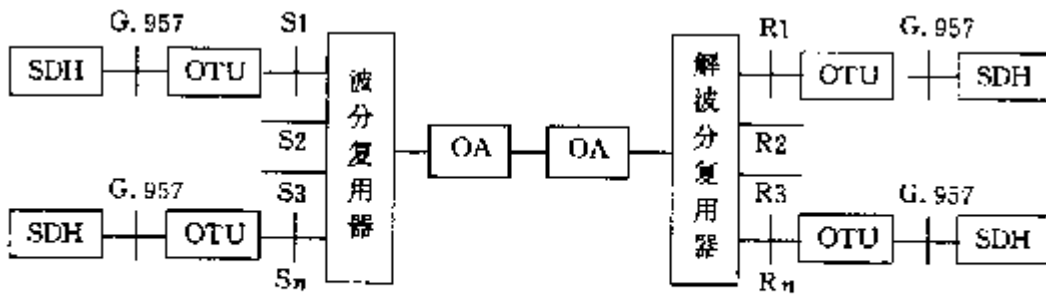 G.957 S1 R1 G.957
SDH OTU OTU SDH
波分复用器
解波分复用器
S2 R2
OA OA
S3 R3
G.957 G.957
SDH OTU OTU SDH
Sn Rn